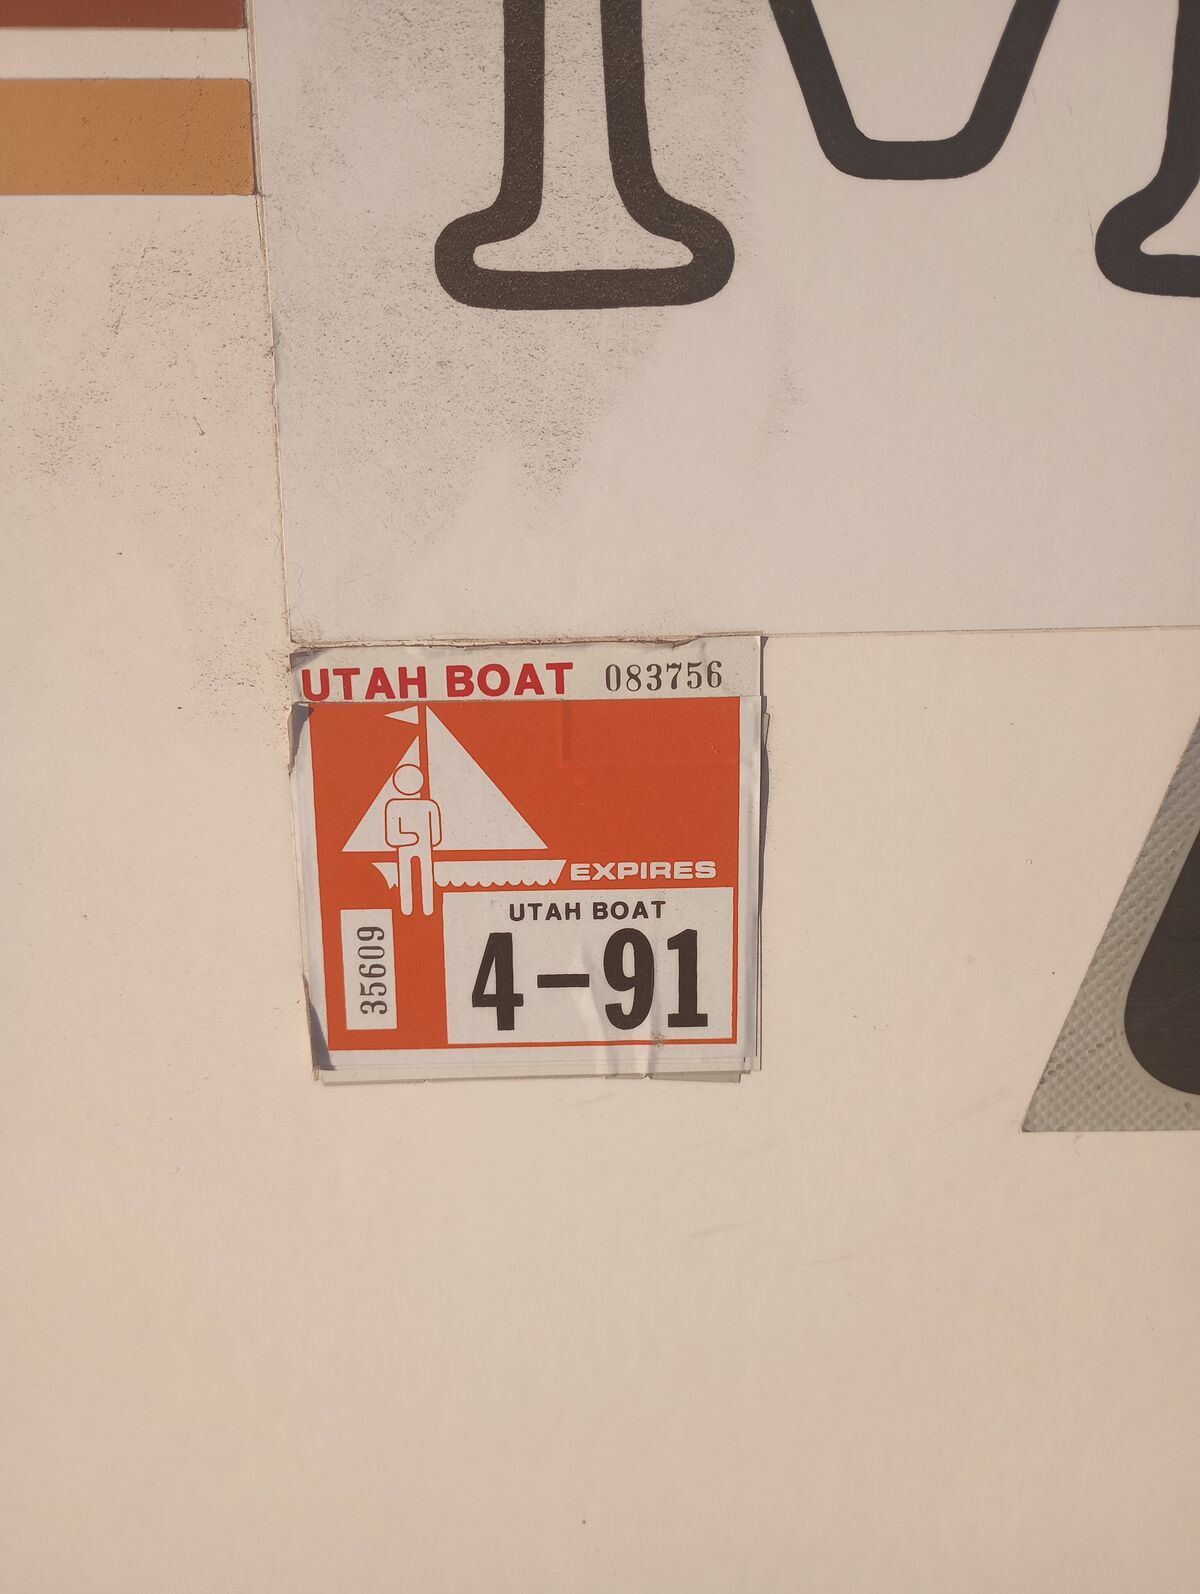 M
UTAH BOAT 083756
EXPIRES
UTAH BOAT
4-91
35609